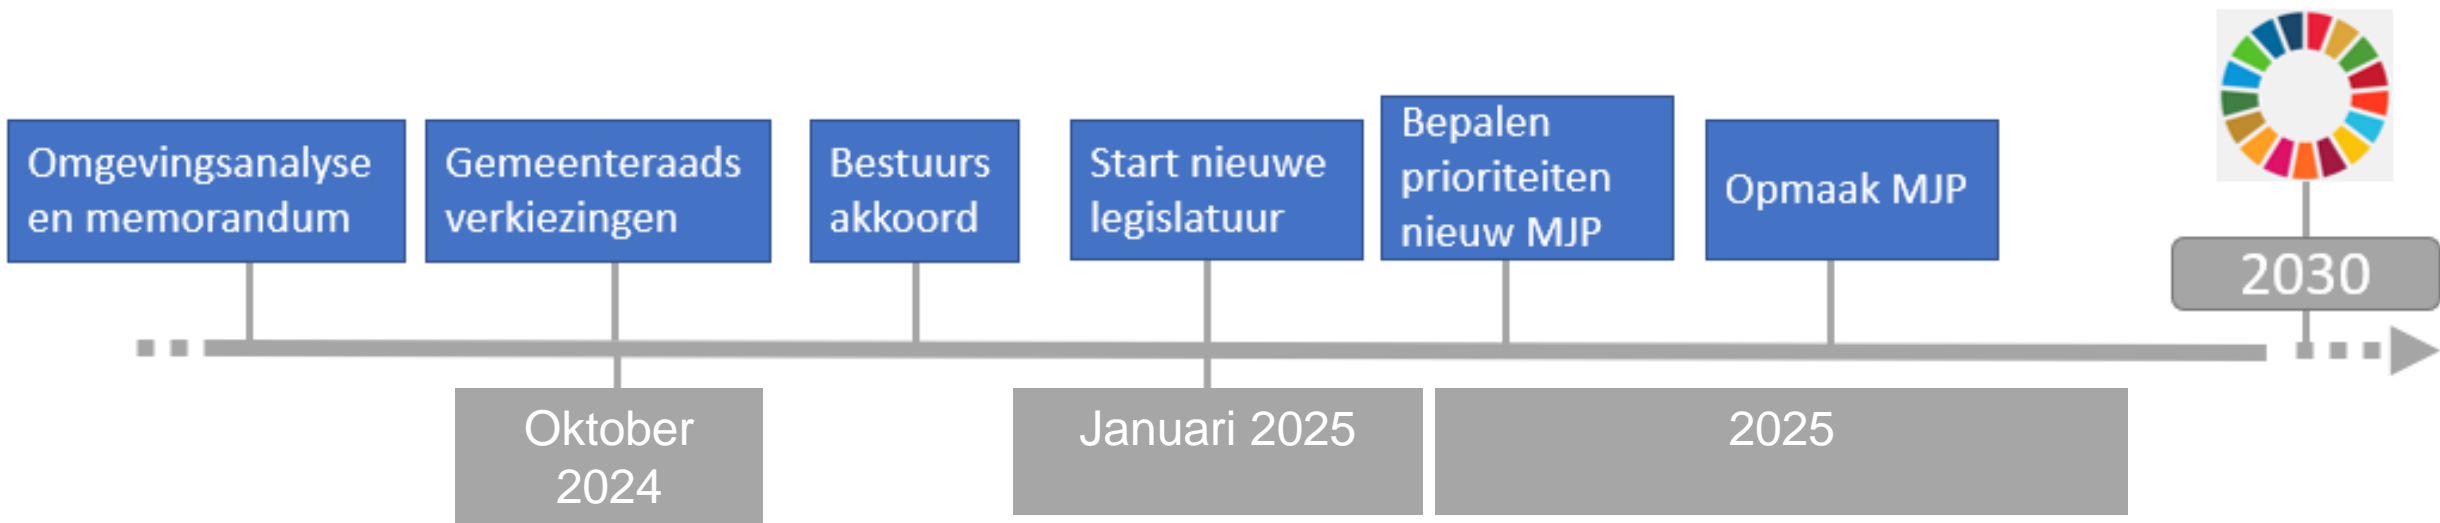 Omgevingsanalyse
en memorandum
Gemeenteraads
verkiezingen
Bestuurs
akkoord
Start nieuwe
legislatuur
Bepalen
prioriteiten
nieuw MJP
Opmaak MJP
2030
Oktober
2024
Januari 2025
2025